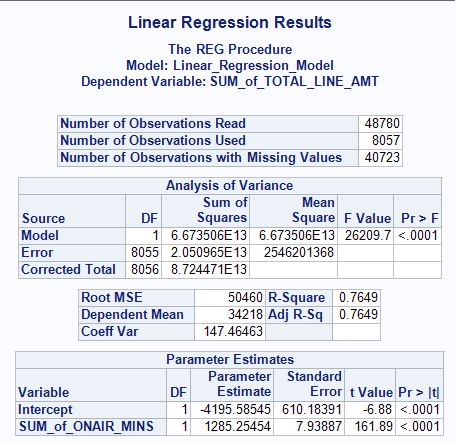 Linear Regression Results
The REG Procedure
Model: Linear_Regression_Model
Dependent Variable: SUM_of_TOTAL_LINE_AMT
Number of Observations Read 48780
Number of Observations Used 8057
Number of Observations with Missing Values 40723
Analysis of Variance
Sum of Mean
Source DF Squares Square F Value Pr > F
Model 1 6.673506E13 6.673506E13 26209.7 <.0001
Error 8055 2.050965E13 2546201368
Corrected Total 8056 8.724471E13
Root MSE 50460 R-Square 0.7649
Dependent Mean 34218 Adj R-Sq 0.7649
Coeff Var 147.46463
Parameter Estimates
Parameter Standard
Variable DF Estimate Error t Value Pr > |t|
Intercept 1 -4195.58545 610.18391 -6.88 <.0001
SUM_of_ONAIR_MINS 1 1285.25454 7.93887 161.89 <.0001